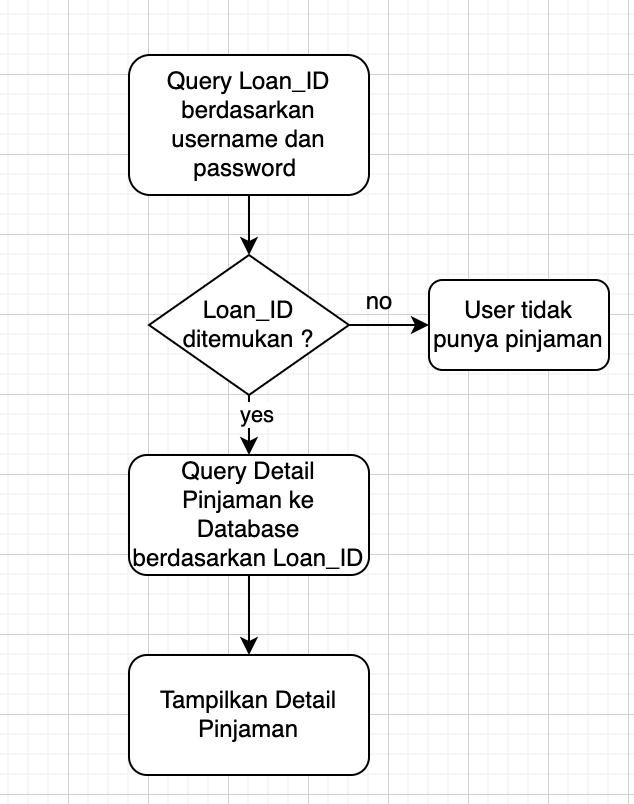 Query Loan_ID
berdasarkan
username dan
password
Loan_ID
ditemukan ?
no
User tidak
punya pinjaman
yes
Query Detail
Pinjaman ke
Database
berdasarkan Loan_ID
Tampilkan Detail
Pinjaman